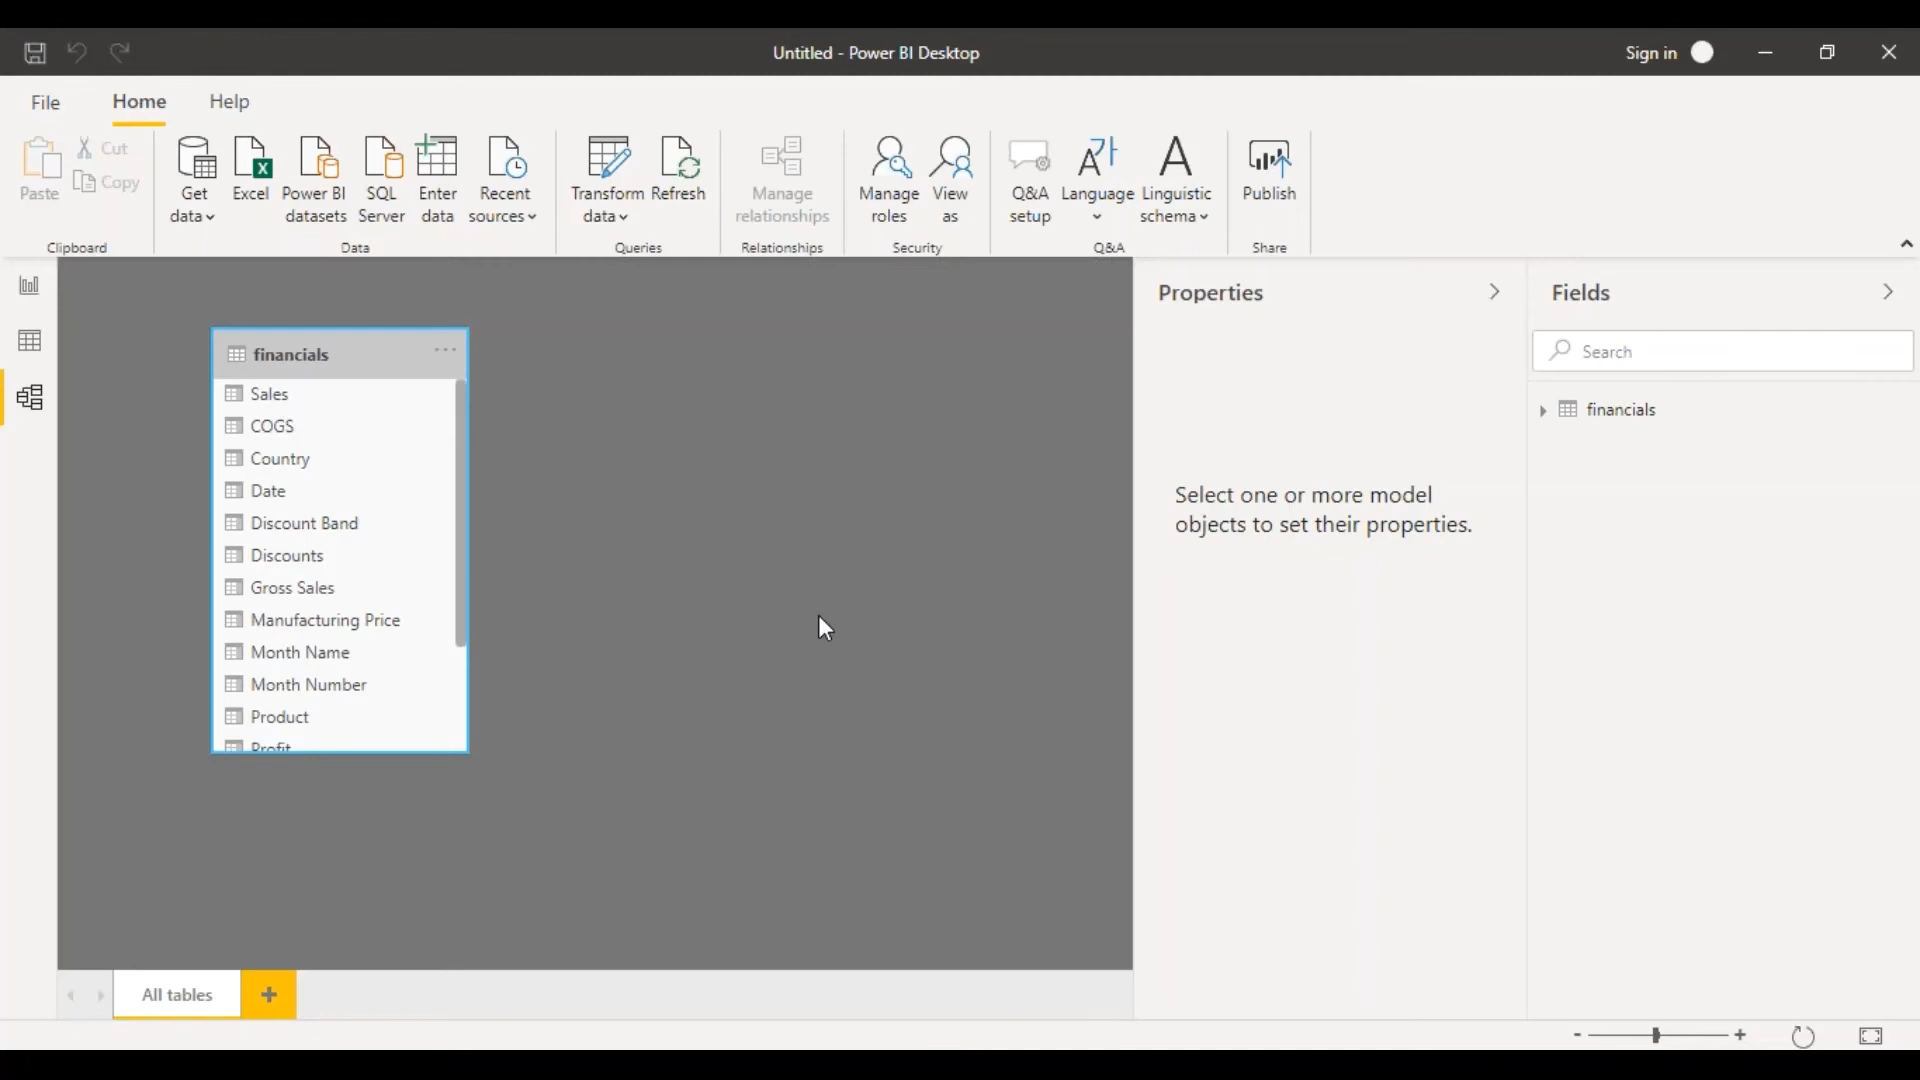 Untitled - Power BI Desktop
Sign in
File
Home
Help
Paste
Cut
Copy
Clipboard
Get data
Excel
Power BI datasets
SQL Server
Enter data
Recent sources
Data
Transform data
Refresh
Queries
Manage relationships
Relationships
Manage roles
View as
Security
Q&A setup
Language
Linguistic schema
Q&A
Publish
Share
financials
Sales
COGS
Country
Date
Discount Band
Discounts
Gross Sales
Manufacturing Price
Month Name
Month Number
Product
Profit
Properties
Select one or more model
objects to set their properties.
Fields
Search
financials
All tables